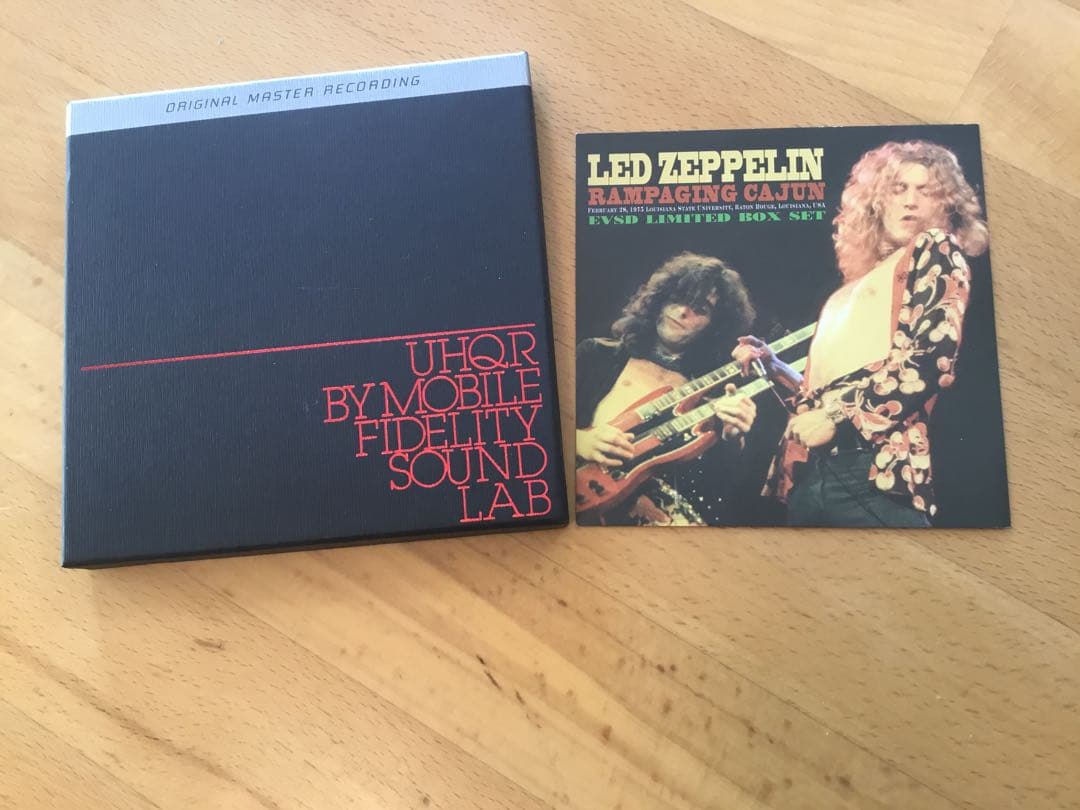 ORIGINAL MASTER RECORDING
UHQR
BY MOBILE
FIDELITY
SOUND
LAB
LED ZEPPELIN
RAMPAGING CAJUN
FEBRUARY 28, 1975 LOUISIANA STATE UNIVERSITY, BATON ROUGE, LOUISIANA, USA
EVSD LIMITED BOX SET